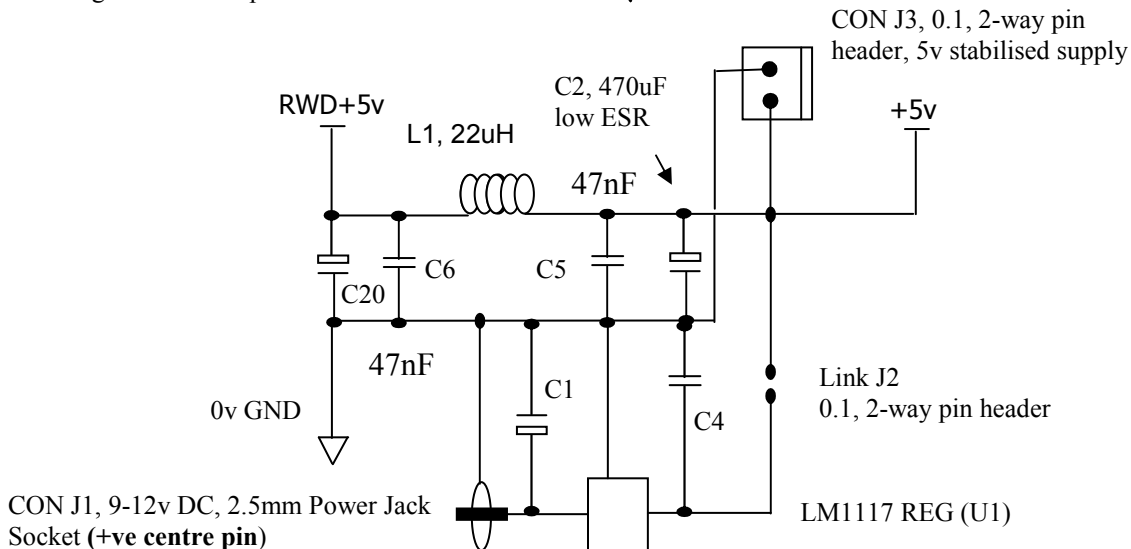 CON J3, 0.1, 2-way pin
header, 5v stabilised supply
C2, 470uF
low ESR
RWD+5v
+5v
L1, 22uH
47nF
C6
C5
C20
47nF
C1
Link J2
0.1, 2-way pin header
0v GND
C4
CON J1, 9-12v DC, 2.5mm Power Jack
Socket (+ve centre pin)
LM1117 REG (U1)